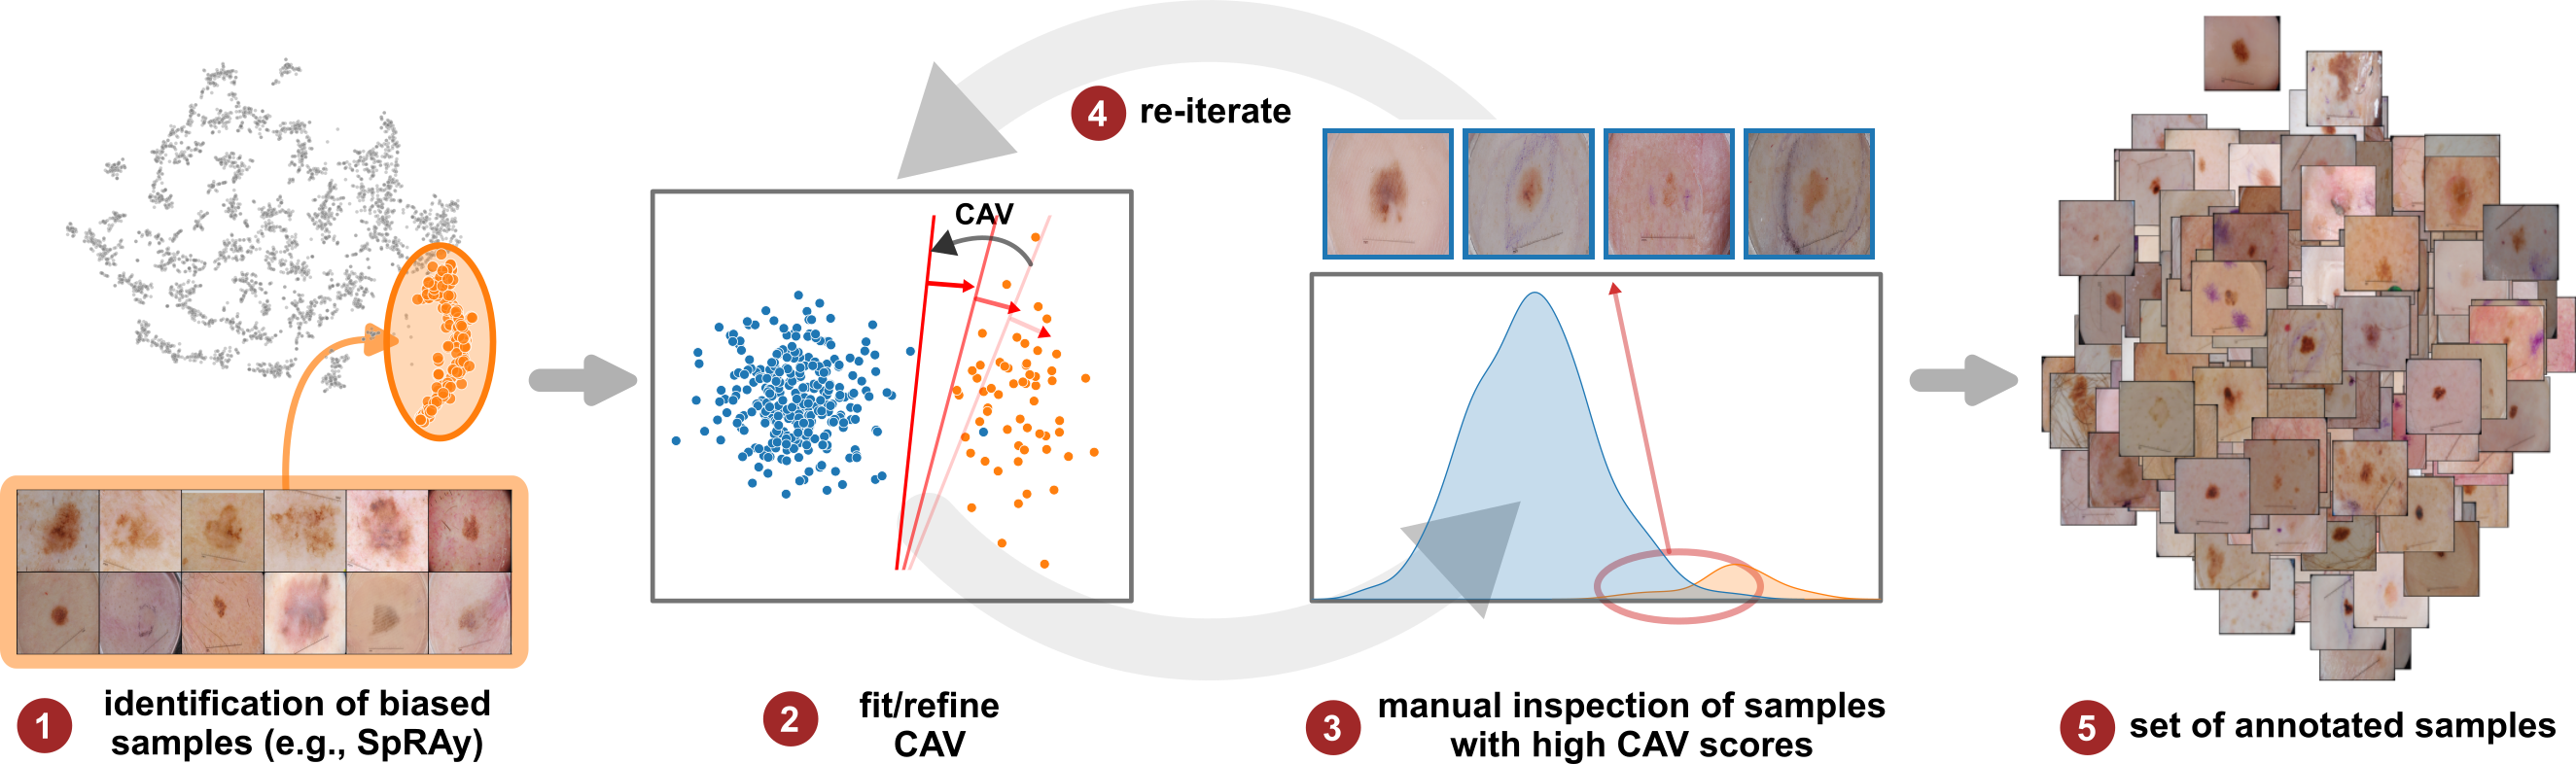 4 re-iterate
CAV
1 identification of biased
samples (e.g., SpRAy)
2 fit/refine
CAV
3 manual inspection of samples
with high CAV scores
5 set of annotated samples